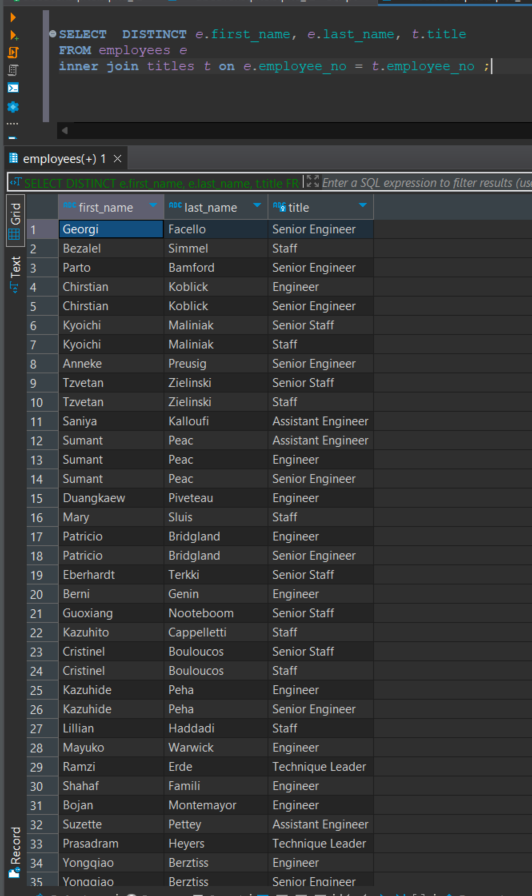 SELECT DISTINCT e.first_name, e.last_name, t.title
FROM employees e
inner join titles t on e.employee_no = t.employee_no ;
employees(+) 1
SELECT DISTINCT e.first_name, e.last_name, t.title FR Enter a SQL expression to filter results (use
Grid
Text
Record
first_name last_name title
1 Georgi Facello Senior Engineer
2 Bezalel Simmel Staff
3 Parto Bamford Senior Engineer
4 Chirstian Koblick Engineer
5 Chirstian Koblick Senior Engineer
6 Kyoichi Maliniak Senior Staff
7 Kyoichi Maliniak Staff
8 Anneke Preusig Senior Engineer
9 Tzvetan Zielinski Senior Staff
10 Tzvetan Zielinski Staff
11 Saniya Kalloufi Assistant Engineer
12 Sumant Peac Assistant Engineer
13 Sumant Peac Engineer
14 Sumant Peac Senior Engineer
15 Duangkaew Piveteau Engineer
16 Mary Sluis Staff
17 Patricio Bridgland Engineer
18 Patricio Bridgland Senior Engineer
19 Eberhardt Terkki Senior Staff
20 Berni Genin Engineer
21 Guoxiang Nooteboom Senior Staff
22 Kazuhito Cappelletti Staff
23 Cristinel Bouloucos Senior Staff
24 Cristinel Bouloucos Staff
25 Kazuhide Peha Engineer
26 Kazuhide Peha Senior Engineer
27 Lillian Haddadi Staff
28 Mayuko Warwick Engineer
29 Ramzi Erde Technique Leader
30 Shahaf Famili Engineer
31 Bojan Montemayor Engineer
32 Suzette Pettey Assistant Engineer
33 Prasadram Heyers Technique Leader
34 Yongqiao Berztiss Engineer
35 Yongqiao Berztiss Senior Engineer